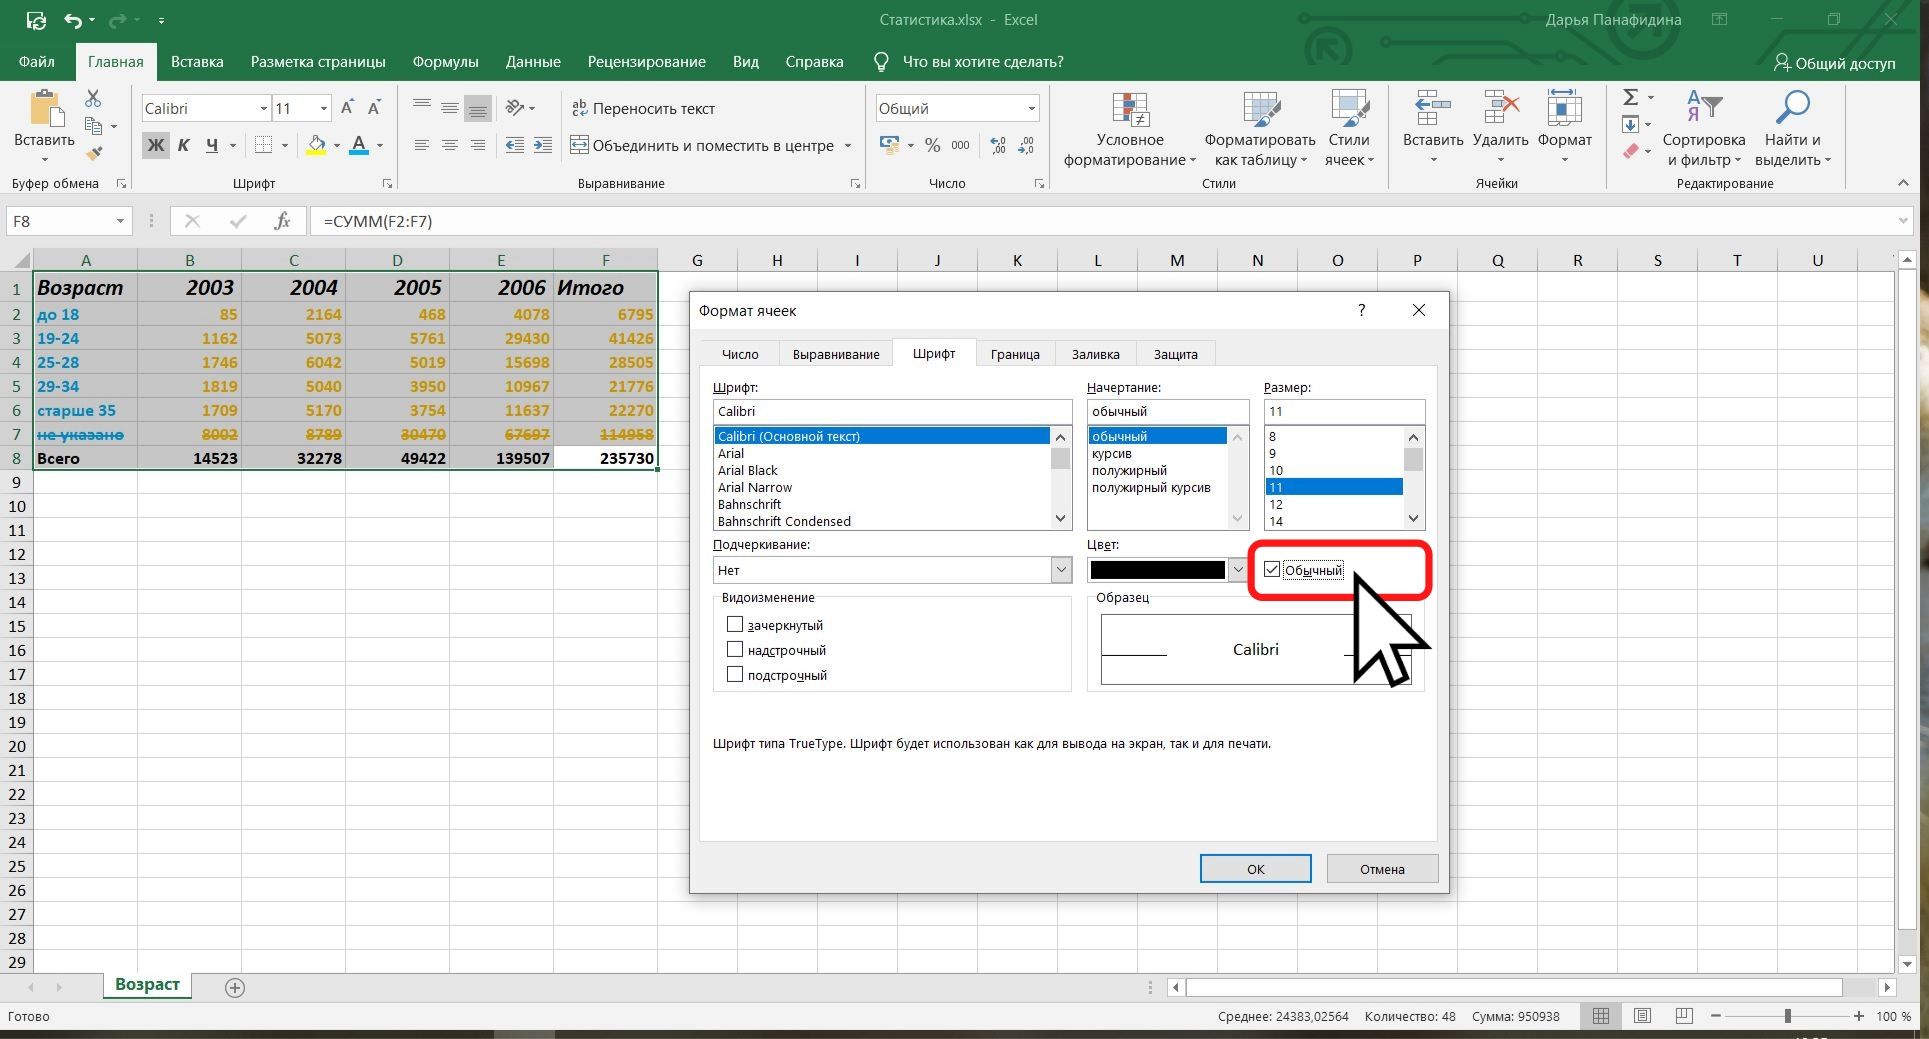 Статистика.xlsx - Excel
Дарья Панафидина
Файл Главная Вставка Разметка страницы Формулы Данные Рецензирование Вид Справка Что вы хотите сделать? Общий доступ
Вставить
Буфер обмена
Calibri 11
Ж К Ч
Шрифт
Переносить текст
Объединить и поместить в центре
Выравнивание
Общий
% 000
Число
Условное форматирование
Форматировать как таблицу
Стили ячеек
Стили
Вставить Удалить Формат
Ячейки
Сортировка и фильтр
Найти и выделить
Редактирование
F8 fx =СУММ(F2:F7)
A B C D E F G H I J K L M N O P Q R S T U
1 Возраст 2003 2004 2005 2006 Итого
2 до 18 85 2164 468 4078 6795
3 19-24 1162 5073 5761 29430 41426
4 25-28 1746 6042 5019 15698 28505
5 29-34 1819 5040 3950 10967 21776
6 старше 35 1709 5170 3754 11637 22270
7 не указано 8002 8789 30470 67697 114958
8 Всего 14523 32278 49422 139507 235730
9
10
11
12
13
14
15
16
17
18
19
20
21
22
23
24
25
26
27
28
29
Формат ячеек ?
Число Выравнивание Шрифт Граница Заливка Защита
Шрифт: Начертание: Размер:
Calibri обычный 11
Calibri (Основной текст) обычный 8
Arial курсив 9
Arial Black полужирный 10
Arial Narrow полужирный курсив 11
Bahnschrift 12
Bahnschrift Condensed 14
Подчеркивание: Цвет:
Нет Обычный
Видоизменение Образец
зачеркнутый
надстрочный
подстрочный
Calibri
Шрифт типа TrueType. Шрифт будет использован как для вывода на экран, так и для печати.
ОК Отмена
Возраст
Готово Среднее: 24383,02564 Количество: 48 Сумма: 950938 100 %